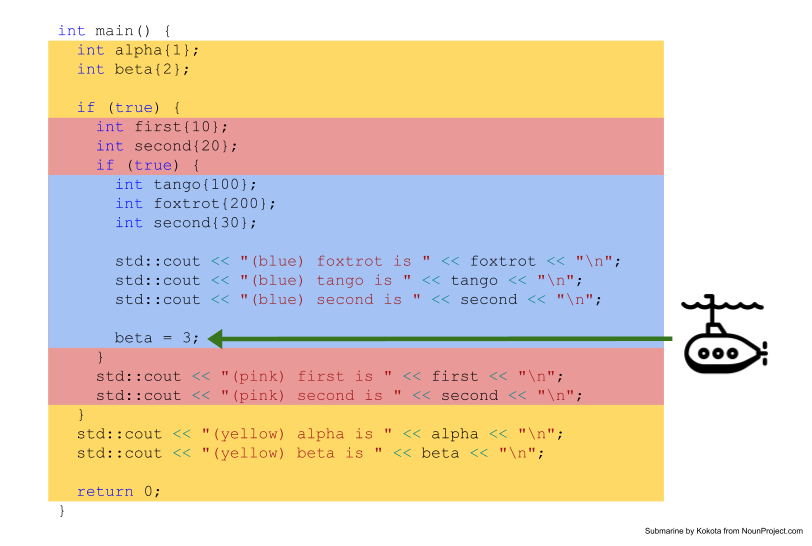 int main() {
  int alpha{1};
  int beta{2};

  if (true) {
    int first{10};
    int second{20};
    if (true) {
      int tango{100};
      int foxtrot{200};
      int second{30};

      std::cout << "(blue) foxtrot is " << foxtrot << "\n";
      std::cout << "(blue) tango is " << tango << "\n";
      std::cout << "(blue) second is " << second << "\n";

      beta = 3;
    }
    std::cout << "(pink) first is " << first << "\n";
    std::cout << "(pink) second is " << second << "\n";
  }
  std::cout << "(yellow) alpha is " << alpha << "\n";
  std::cout << "(yellow) beta is " << beta << "\n";

  return 0;
}
Submarine by Kokota from NounProject.com